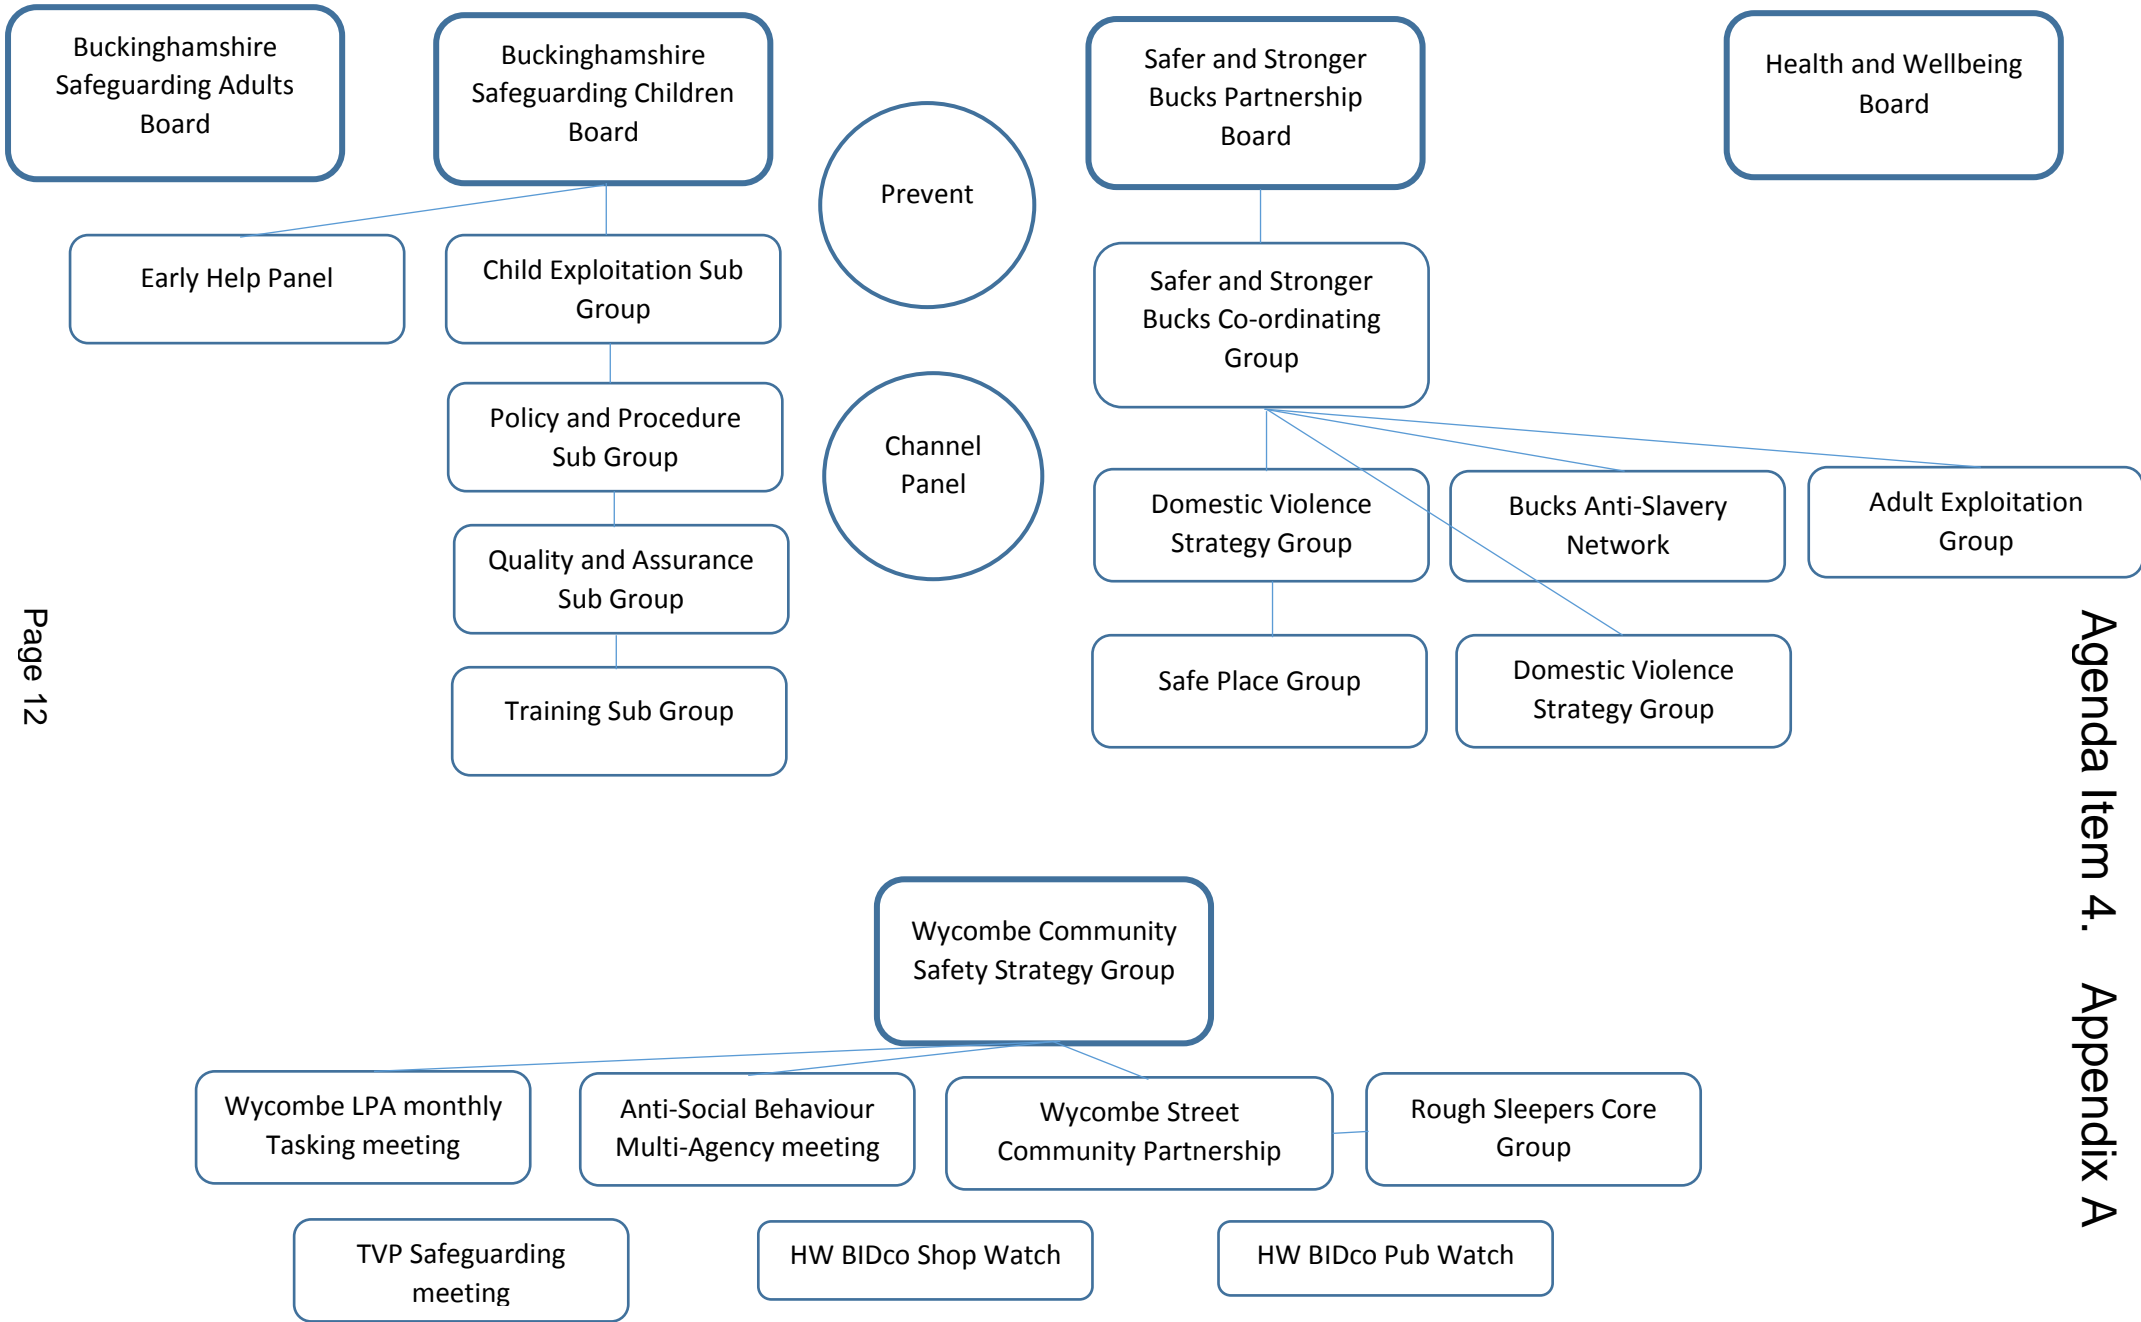 Buckinghamshire
Safeguarding Adults
Board
Buckinghamshire
Safeguarding Children
Board
Safer and Stronger
Bucks Partnership
Board
Health and Wellbeing
Board
Prevent
Early Help Panel
Child Exploitation Sub
Group
Safer and Stronger
Bucks Co-ordinating
Group
Policy and Procedure
Sub Group
Channel
Panel
Domestic Violence
Strategy Group
Bucks Anti-Slavery
Network
Adult Exploitation
Group
Quality and Assurance
Sub Group
Safe Place Group
Domestic Violence
Strategy Group
Training Sub Group
Wycombe Community
Safety Strategy Group
Wycombe LPA monthly
Tasking meeting
Anti-Social Behaviour
Multi-Agency meeting
Wycombe Street
Community Partnership
Rough Sleepers Core
Group
TVP Safeguarding
meeting
HW BIDco Shop Watch
HW BIDco Pub Watch
Page 12
Agenda Item 4. Appendix A